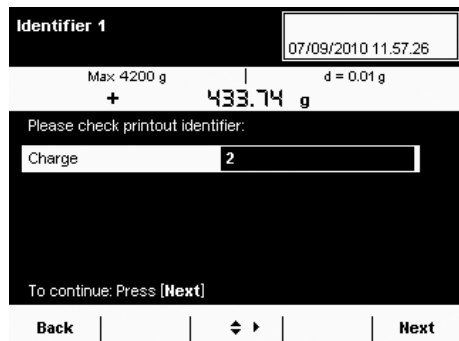 Identifier 1
07/09/2010 11.57.26
Max 4200 g d = 0.01 g
+ 433.74 g
Please check printout identifier:
Charge 2
To continue: Press [Next]
Back Next